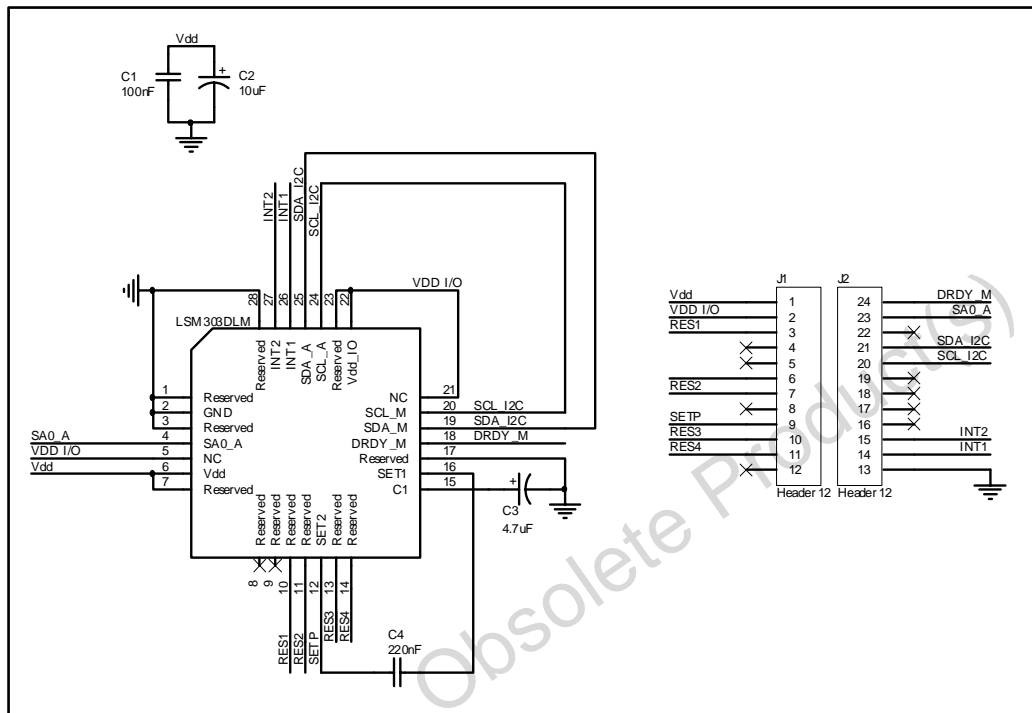 Vdd
C1
100nF
C2
10uF
+
INT2
INT1
SDA_I2C
SCL_I2C
VDD I/O
28
27
26
25
24
23
22
LSM303DLM
Reserved
INT2
INT1
SDA_A
SCL_A
Reserved
Vdd_IO
1 Reserved
2 GND
3 Reserved
SA0_A 4 SA0_A
VDD I/O 5 NC
Vdd 6 Vdd
7 Reserved
NC 21
SCL_M 20 SCL_I2C
SDA_M 19 SDA_I2C
DRDY_M 18 DRDY_M
Reserved 17
SET1 16
C1 15
+
C3
4.7uF
Reserved
Reserved
Reserved
Reserved
SET2
Reserved
Reserved
8
9
10
11
12
13
14
RES1
RES2
SETP
RES3
RES4
C4
220nF
J1
Vdd 1
VDD I/O 2
RES1 3
4
5
6
RES2 7
8
SETP 9
RES3 10
RES4 11
12
Header 12
J2
24 DRDY_M
23 SA0_A
22
21 SDA_I2C
20 SCL_I2C
19
18
17
16
15 INT2
14 INT1
13
Header 12
Obsolete Product(s)